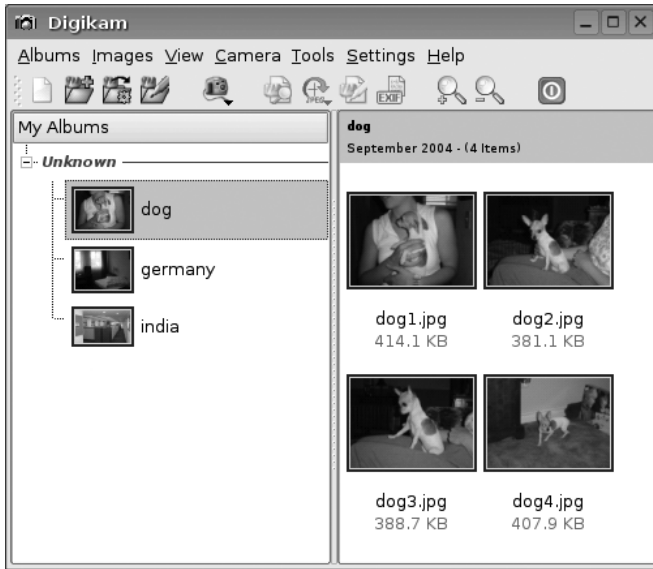 Digikam
Albums Images View Camera Tools Settings Help
JPEG
EXIF
My Albums
Unknown
dog
germany
india
dog
September 2004 - (4 Items)
dog1.jpg
414.1 KB
dog2.jpg
381.1 KB
dog3.jpg
388.7 KB
dog4.jpg
407.9 KB